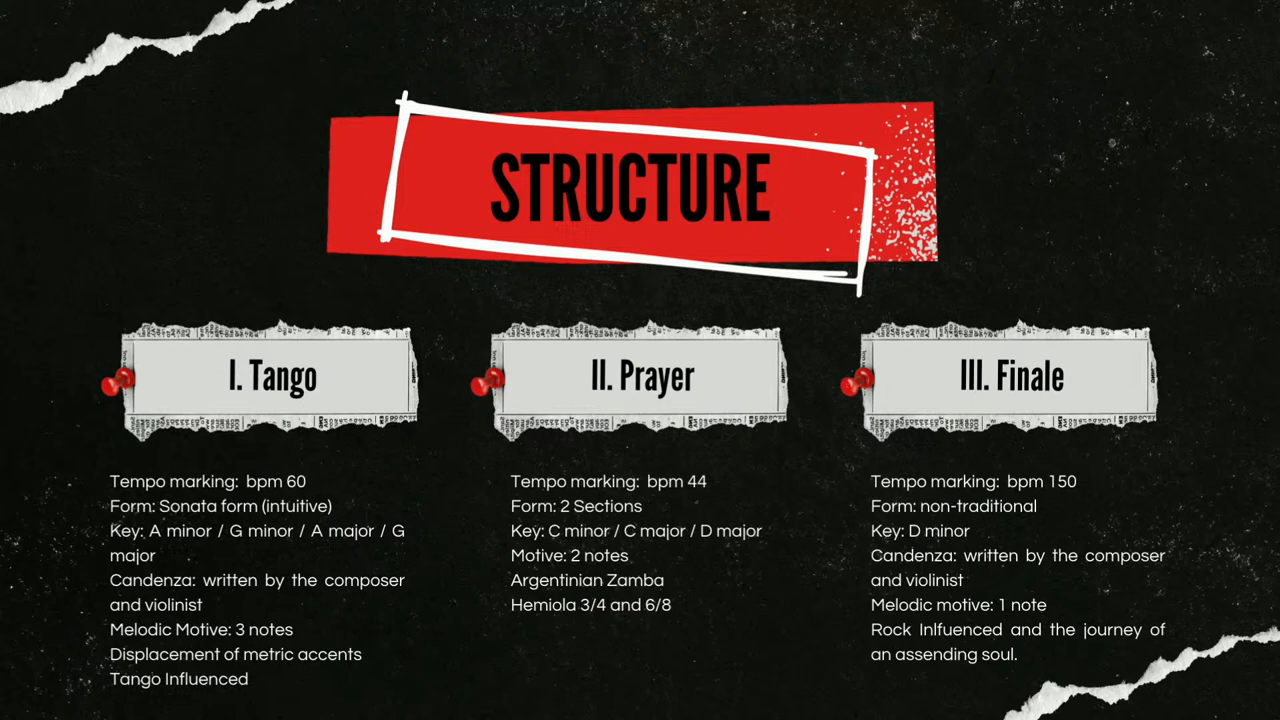 STRUCTURE
I. Tango
Tempo marking: bpm 60
Form: Sonata form (intuitive)
Key: A minor / G minor / A major / G
major
Candenza: written by the composer
and violinist
Melodic Motive: 3 notes
Displacement of metric accents
Tango Influenced
II. Prayer
Tempo marking: bpm 44
Form: 2 Sections
Key: C minor / C major / D major
Motive: 2 notes
Argentinian Zamba
Hemiola 3/4 and 6/8
III. Finale
Tempo marking: bpm 150
Form: non-traditional
Key: D minor
Candenza: written by the composer
and violinist
Melodic motive: 1 note
Rock Inlfuenced and the journey of
an assending soul.